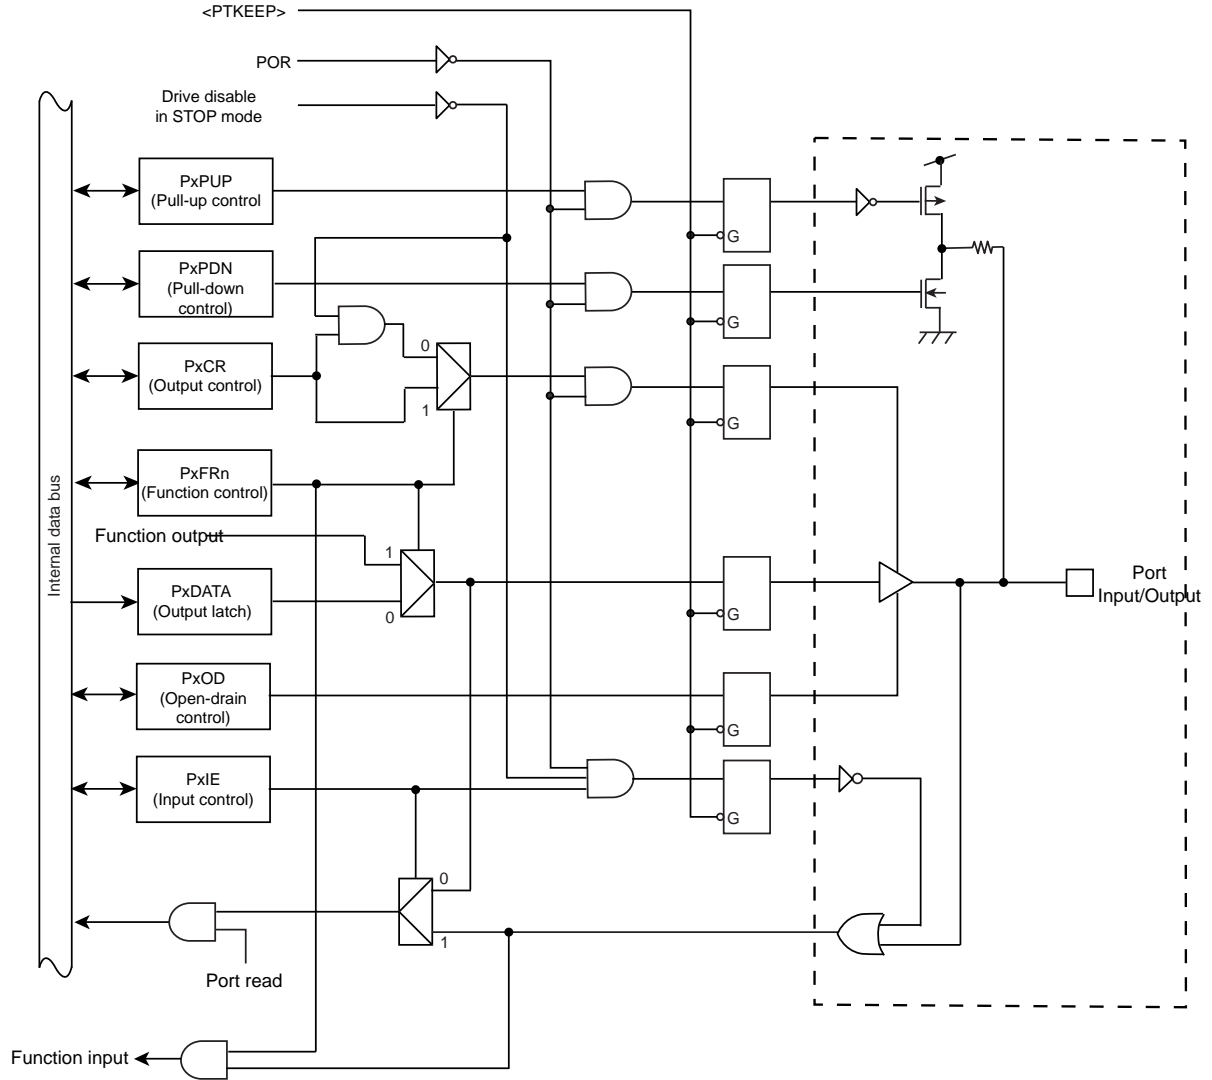 <PTKEEP>
POR
Drive disable
in STOP mode
PxPUP
(Pull-up control
G
PxPDN
(Pull-down
control)
G
PxCR
(Output control)
0
1
G
PxFRn
(Function control)
Internal data bus
Function output
1
0
PxDATA
(Output latch)
G
Port
Input/Output
PxOD
(Open-drain
control)
G
PxIE
(Input control)
G
0
1
Port read
Function input